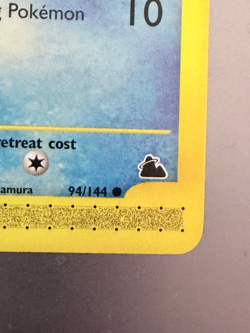 g Pokémon 10
retreat cost
amura 94/144